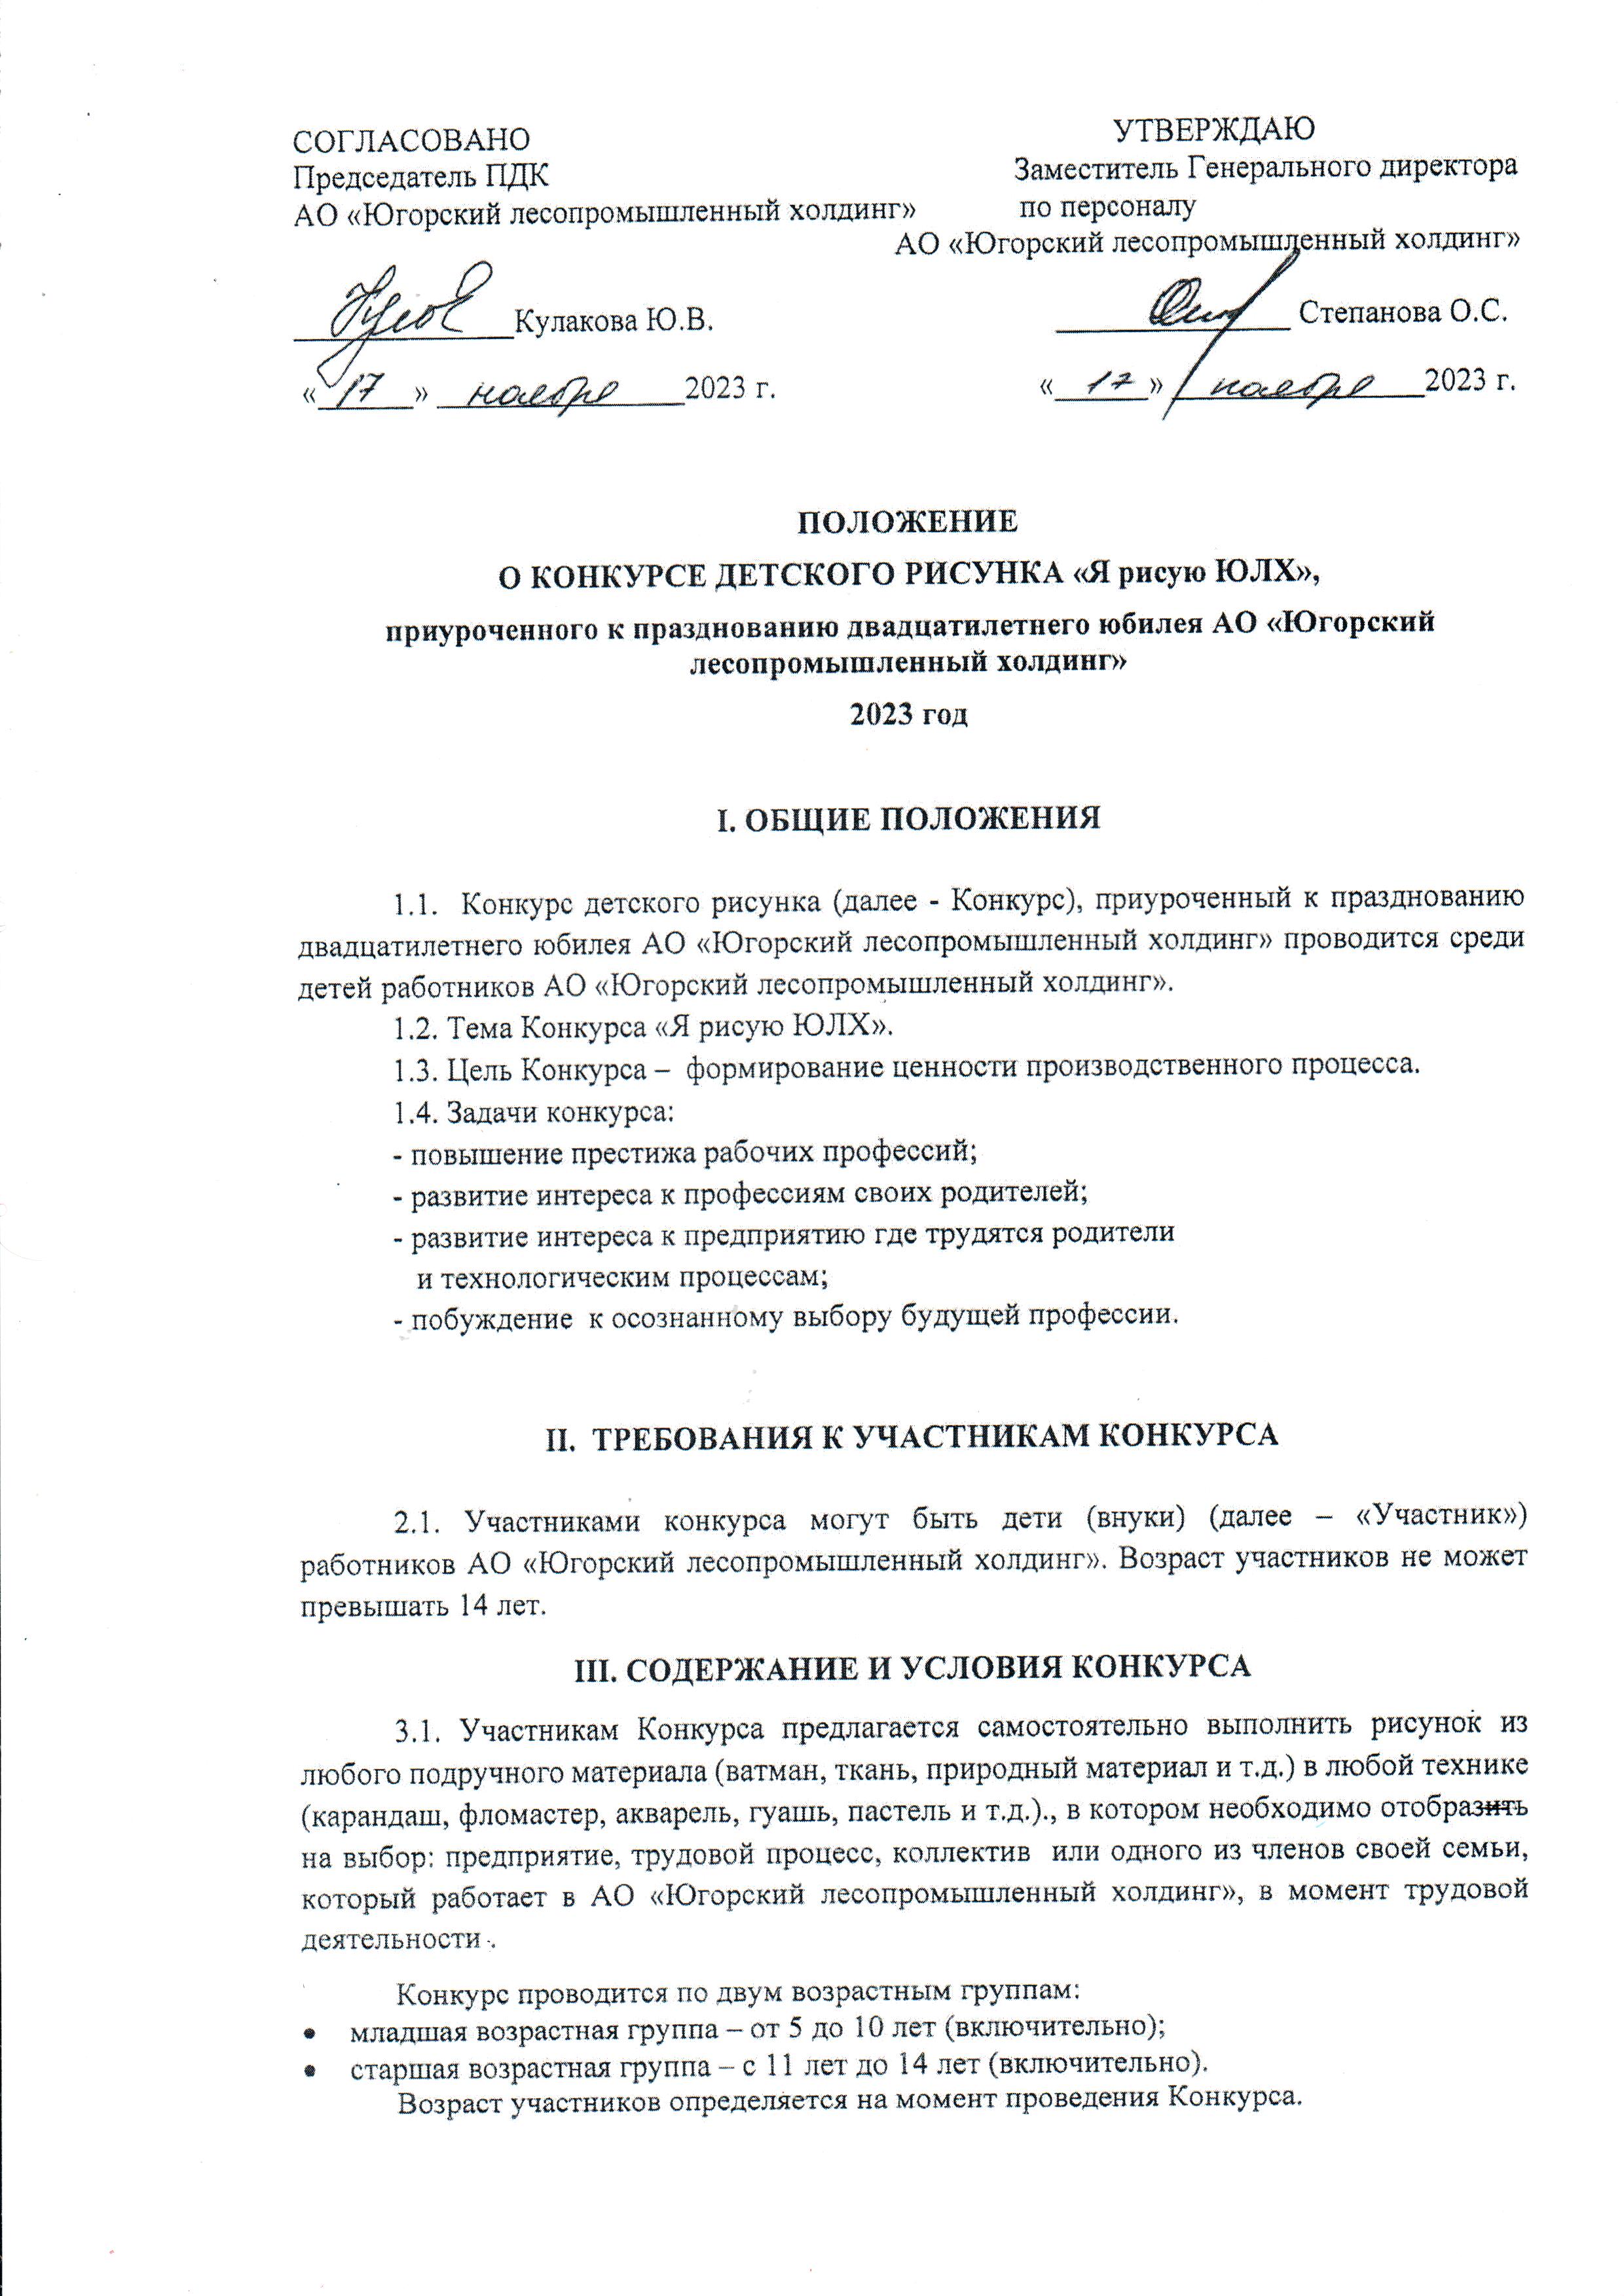 СОГЛАСОВАНО
Председатель ПДК
АО «Югорский лесопромышленный холдинг»
УТВЕРЖДАЮ
Заместитель Генерального директора
по персоналу
АО «Югорский лесопромышленный холдинг»
Кулакова Ю.В.
Степанова О.С.
«17» ноября 2023 г.
«17» ноября 2023 г.
ПОЛОЖЕНИЕ
О КОНКУРСЕ ДЕТСКОГО РИСУНКА «Я рисую ЮЛХ»,
приуроченного к празднованию двадцатилетнего юбилея АО «Югорский
лесопромышленный холдинг»
2023 год
I. ОБЩИЕ ПОЛОЖЕНИЯ
1.1. Конкурс детского рисунка (далее - Конкурс), приуроченный к празднованию
двадцатилетнего юбилея АО «Югорский лесопромышленный холдинг» проводится среди
детей работников АО «Югорский лесопромышленный холдинг».
1.2. Тема Конкурса «Я рисую ЮЛХ».
1.3. Цель Конкурса – формирование ценности производственного процесса.
1.4. Задачи конкурса:
- повышение престижа рабочих профессий;
- развитие интереса к профессиям своих родителей;
- развитие интереса к предприятию где трудятся родители
и технологическим процессам;
- побуждение к осознанному выбору будущей профессии.
II. ТРЕБОВАНИЯ К УЧАСТНИКАМ КОНКУРСА
2.1. Участниками конкурса могут быть дети (внуки) (далее – «Участник»)
работников АО «Югорский лесопромышленный холдинг». Возраст участников не может
превышать 14 лет.
III. СОДЕРЖАНИЕ И УСЛОВИЯ КОНКУРСА
3.1. Участникам Конкурса предлагается самостоятельно выполнить рисунок из
любого подручного материала (ватман, ткань, природный материал и т.д.) в любой технике
(карандаш, фломастер, акварель, гуашь, пастель и т.д.)., в котором необходимо отобразить
на выбор: предприятие, трудовой процесс, коллектив или одного из членов своей семьи,
который работает в АО «Югорский лесопромышленный холдинг», в момент трудовой
деятельности .
Конкурс проводится по двум возрастным группам:
• младшая возрастная группа – от 5 до 10 лет (включительно);
• старшая возрастная группа – с 11 лет до 14 лет (включительно).
Возраст участников определяется на момент проведения Конкурса.